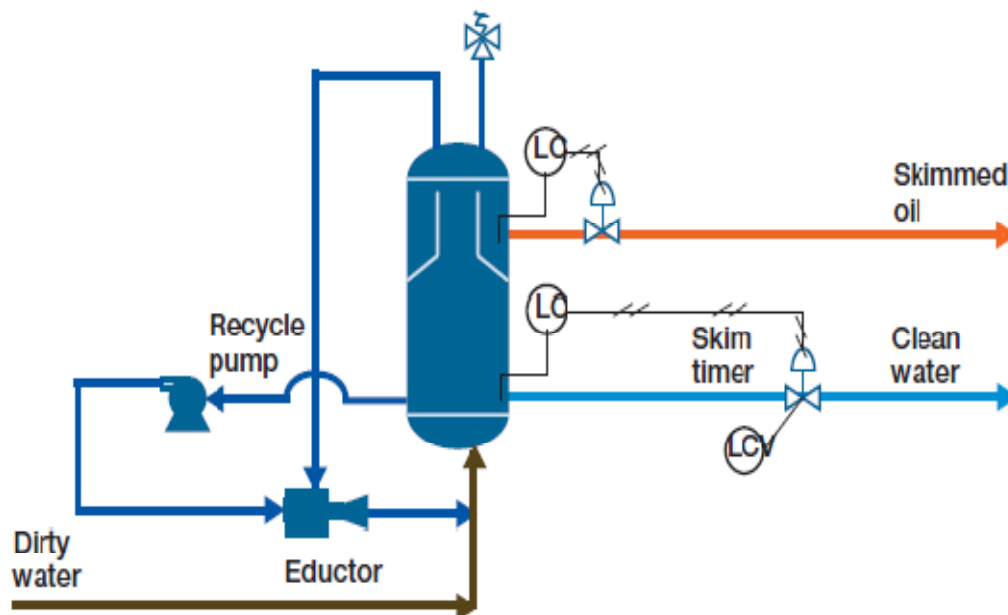 LC
Skimmed
oil
LC
Recycle
pump
Skim
timer
Clean
water
LCV
Dirty
water
Eductor